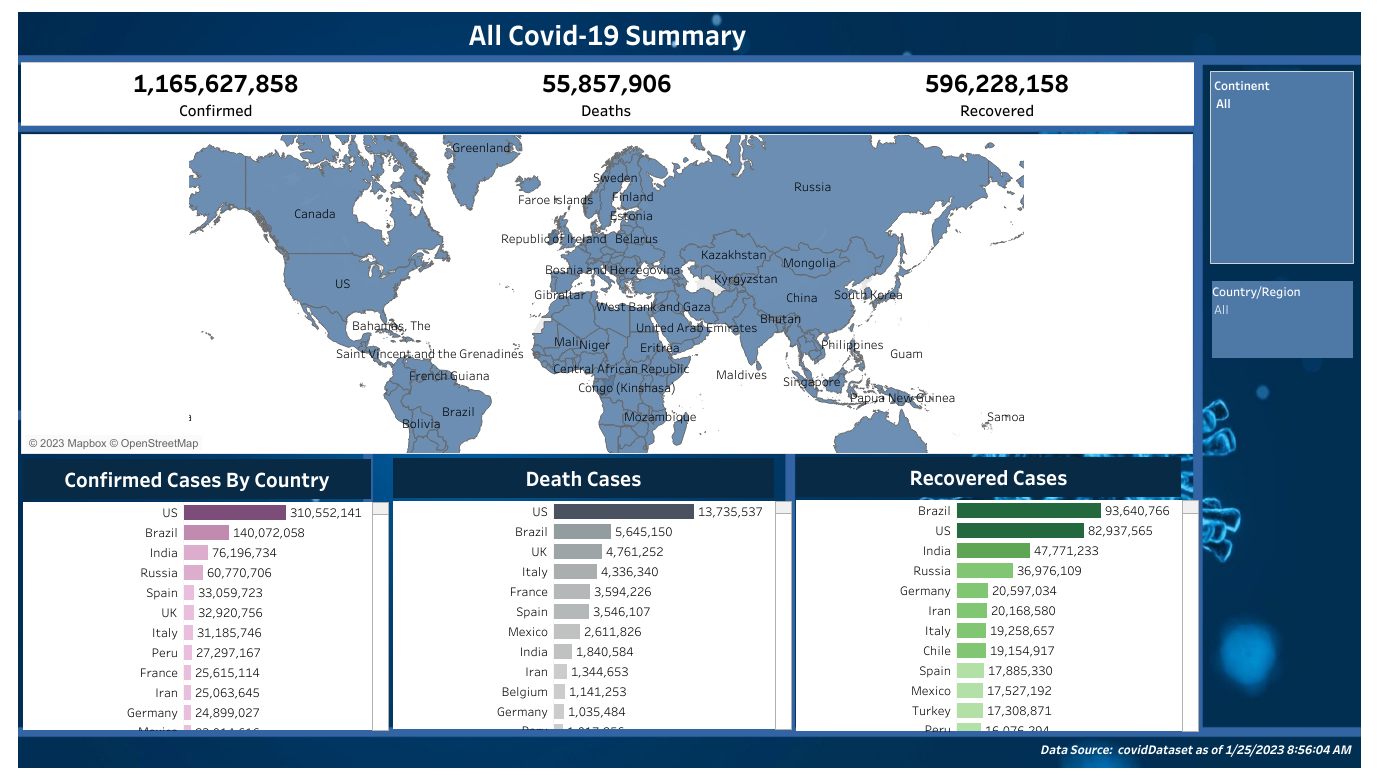 All Covid-19 Summary
1,165,627,858
Confirmed
55,857,906
Deaths
596,228,158
Recovered
Continent
All
Country/Region
All
Greenland
Sweden
Russia
Faroe Islands
Finland
Canada
Estonia
Republic of Ireland
Belarus
Kazakhstan
Mongolia
Bosnia and Herzegovina
Kyrgyzstan
US
Gibraltar
China
South Korea
West Bank and Gaza
Bhutan
Bahamas, The
United Arab Emirates
Mali
Niger
Eritrea
Philippines
Guam
Saint Vincent and the Grenadines
Central African Republic
French Guiana
Maldives
Singapore
Congo (Kinshasa)
Papua New Guinea
Brazil
Mozambique
Samoa
Bolivia
a
© 2023 Mapbox © OpenStreetMap
Confirmed Cases By Country
US 310,552,141
Brazil 140,072,058
India 76,196,734
Russia 60,770,706
Spain 33,059,723
UK 32,920,756
Italy 31,185,746
Peru 27,297,167
France 25,615,114
Iran 25,063,645
Germany 24,899,027
Death Cases
US 13,735,537
Brazil 5,645,150
UK 4,761,252
Italy 4,336,340
France 3,594,226
Spain 3,546,107
Mexico 2,611,826
India 1,840,584
Iran 1,344,653
Belgium 1,141,253
Germany 1,035,484
Recovered Cases
Brazil 93,640,766
US 82,937,565
India 47,771,233
Russia 36,976,109
Germany 20,597,034
Iran 20,168,580
Italy 19,258,657
Chile 19,154,917
Spain 17,885,330
Mexico 17,527,192
Turkey 17,308,871
Peru
Data Source: covidDataset as of 1/25/2023 8:56:04 AM